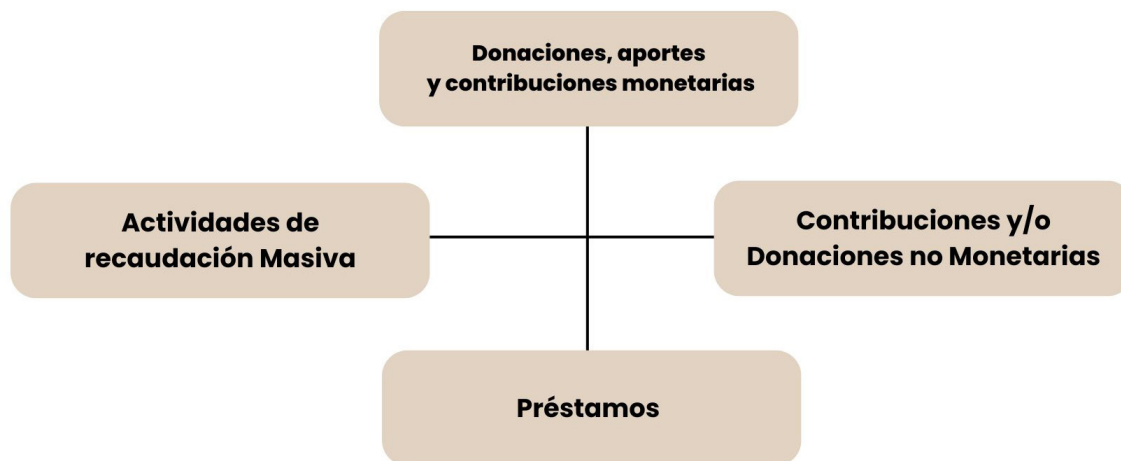 Donaciones, aportes
y contribuciones monetarias
Actividades de
recaudación Masiva
Contribuciones y/o
Donaciones no Monetarias
Préstamos